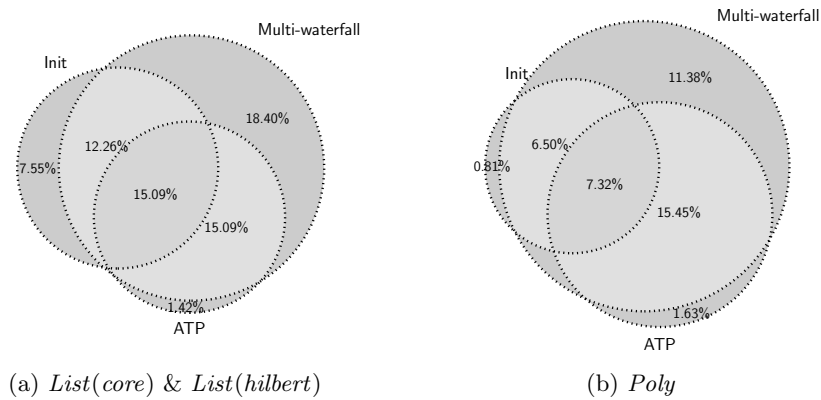 Multi-waterfall
Init
18.40%
12.26%
7.55%
15.09%
15.09%
1.42%
ATP
(a) List(core) & List(hilbert)
Multi-waterfall
Init
11.38%
6.50%
0.81%
7.32%
15.45%
1.63%
ATP
(b) Poly